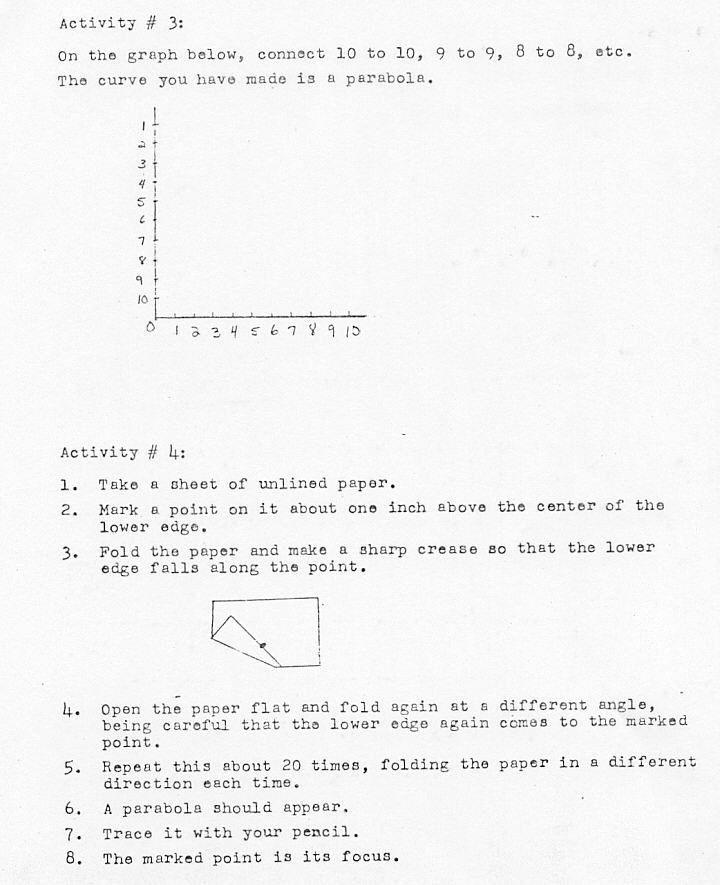 Activity # 3:
On the graph below, connect 10 to 10, 9 to 9, 8 to 8, etc.
The curve you have made is a parabola.
1
2
3
4
5
6
7
8
9
10
0 1 2 3 4 5 6 7 8 9 10
Activity # 4:
1. Take a sheet of unlined paper.
2. Mark a point on it about one inch above the center of the
lower edge.
3. Fold the paper and make a sharp crease so that the lower
edge falls along the point.
4. Open the paper flat and fold again at a different angle,
being careful that the lower edge again comes to the marked
point.
5. Repeat this about 20 times, folding the paper in a different
direction each time.
6. A parabola should appear.
7. Trace it with your pencil.
8. The marked point is its focus.